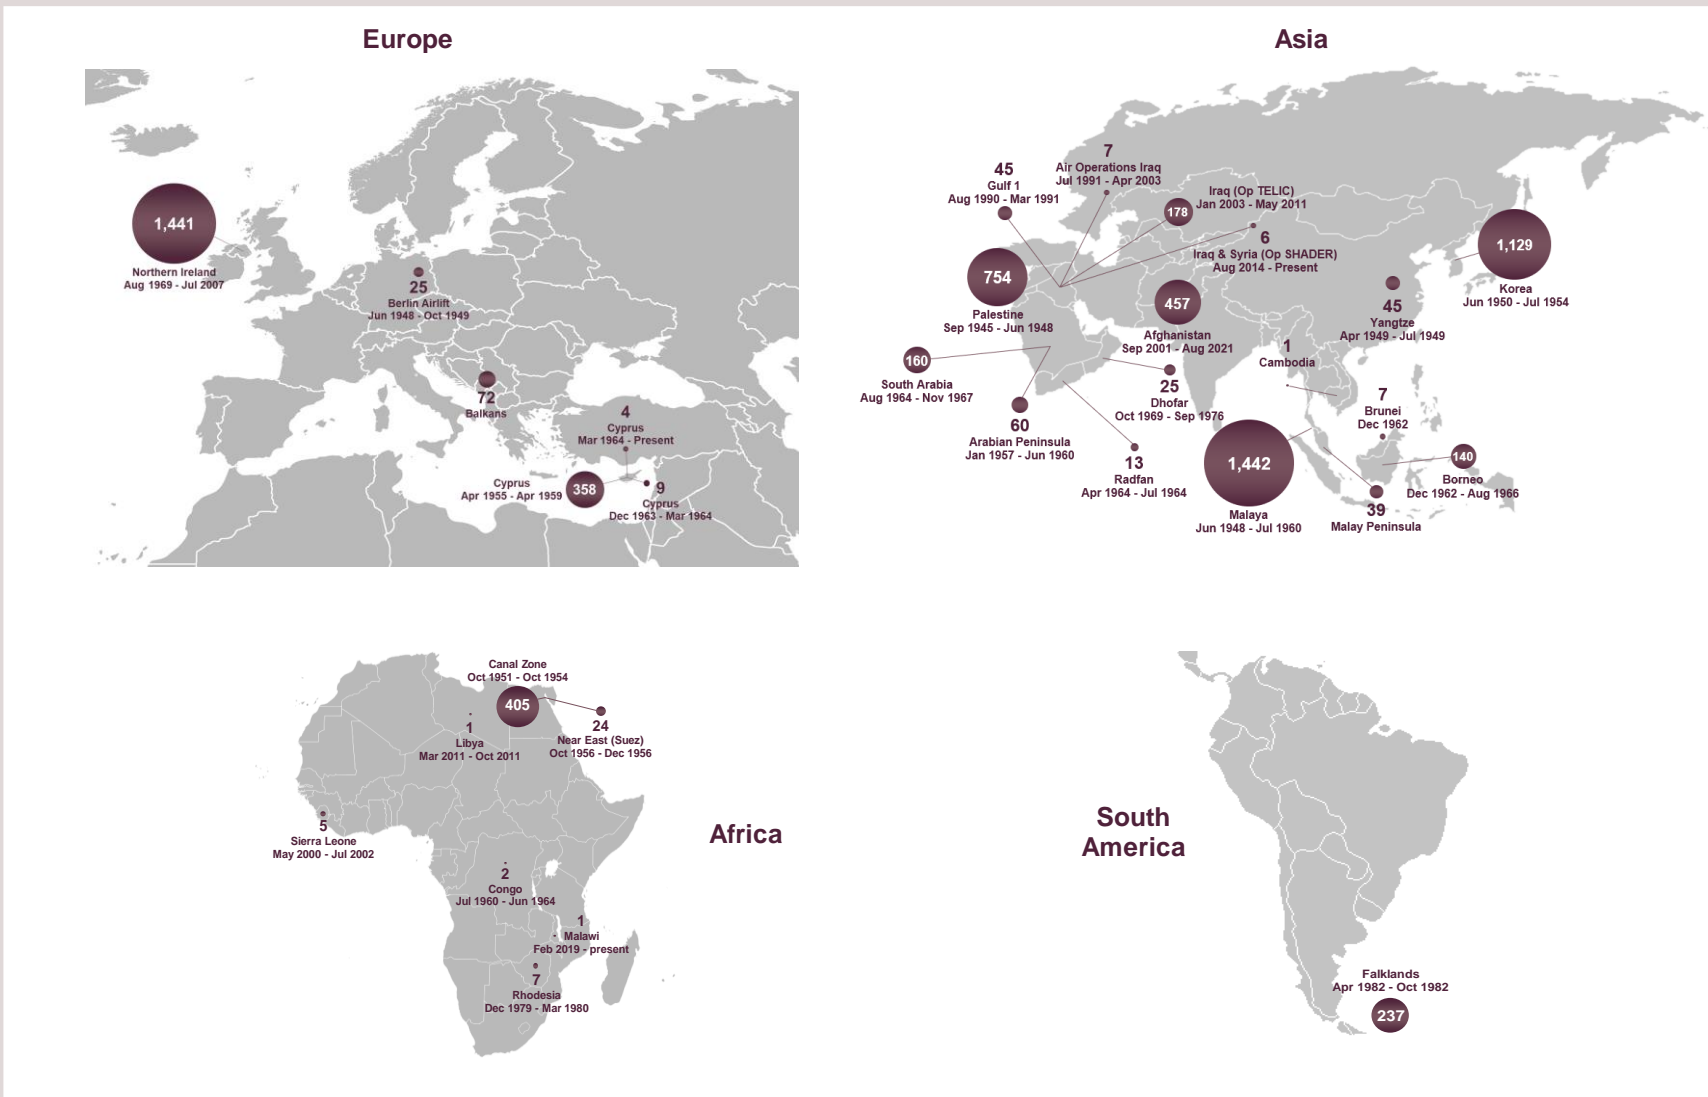 Europe
1,441
Northern Ireland
Aug 1969 - Jul 2007
25
Berlin Airlift
Jun 1948 - Oct 1949
72
Balkans
4
Cyprus
Mar 1964 - Present
Cyprus
Apr 1955 - Apr 1959
358
9
Cyprus
Dec 1963 - Mar 1964
Asia
7
Air Operations Iraq
Jul 1991 - Apr 2003
45
Gulf 1
Aug 1990 - Mar 1991
Iraq (Op TELIC)
Jan 2003 - May 2011
178
6
Iraq & Syria (Op SHADER)
Aug 2014 - Present
1,129
Korea
Jun 1950 - Jul 1954
754
Palestine
Sep 1945 - Jun 1948
457
Afghanistan
Sep 2001 - Aug 2021
45
Yangtze
Apr 1949 - Jul 1949
1
Cambodia
160
South Arabia
Aug 1964 - Nov 1967
25
Dhofar
Oct 1969 - Sep 1976
7
Brunei
Dec 1962
60
Arabian Peninsula
Jan 1957 - Jun 1960
13
Radfan
Apr 1964 - Jul 1964
1,442
Malaya
Jun 1948 - Jul 1960
140
Borneo
Dec 1962 - Aug 1966
39
Malay Peninsula
Canal Zone
Oct 1951 - Oct 1954
405
24
Near East (Suez)
Oct 1956 - Dec 1956
1
Libya
Mar 2011 - Oct 2011
5
Sierra Leone
May 2000 - Jul 2002
Africa
2
Congo
Jul 1960 - Jun 1964
1
Malawi
Feb 2019 - present
7
Rhodesia
Dec 1979 - Mar 1980
South
America
Falklands
Apr 1982 - Oct 1982
237